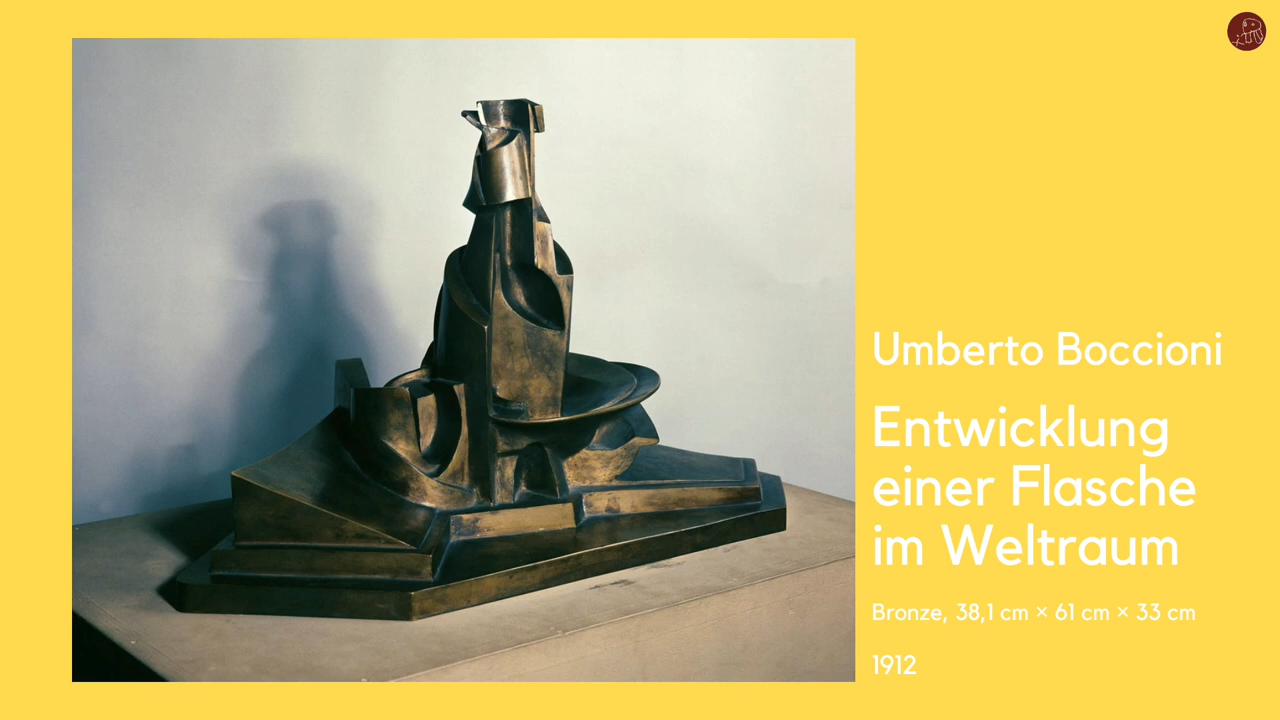 Umberto Boccioni
Entwicklung
einer Flasche
im Weltraum
Bronze, 38,1 cm × 61 cm × 33 cm
1912